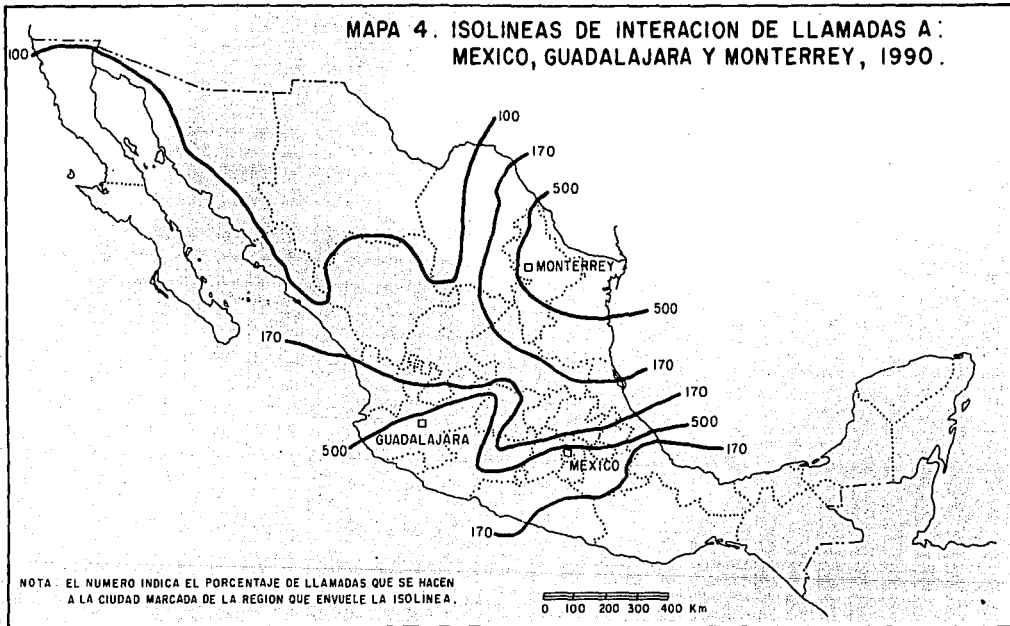 MAPA 4. ISOLINEAS DE INTERACION DE LLAMADAS A:
MEXICO, GUADALAJARA Y MONTERREY, 1990.
100
100
170
500
MONTERREY
500
170
170
170
500
GUADALAJARA
500
MEXICO
170
170
NOTA: EL NUMERO INDICA EL PORCENTAJE DE LLAMADAS QUE SE HACEN
A LA CIUDAD MARCADA DE LA REGION QUE ENVUELE LA ISOLINEA.
0 100 200 300 400 Km